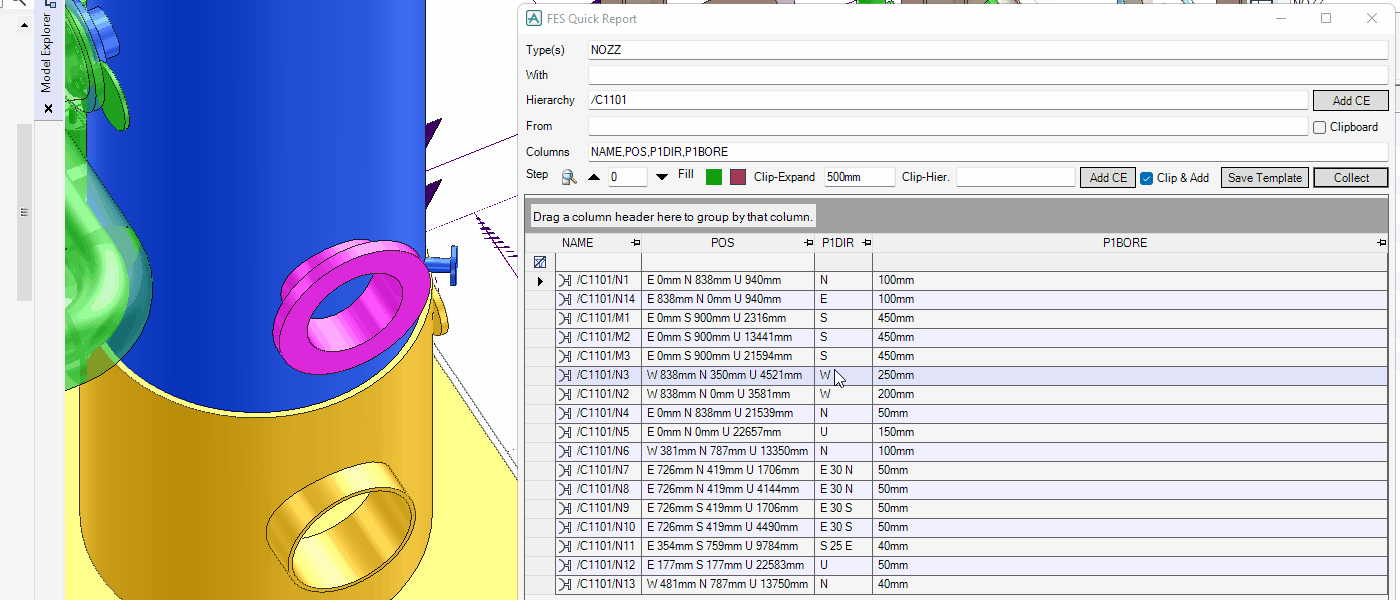 Model Explorer
FES Quick Report
Type(s) NOZZ
With
Hierarchy /C1101 Add CE
From Clipboard
Columns NAME,POS,P1DIR,P1BORE
Step 0 Fill Clip-Expand 500mm Clip-Hier. Add CE Clip & Add Save Template Collect
Drag a column header here to group by that column.
NAME POS P1DIR P1BORE
/C1101/N1 E 0mm N 838mm U 940mm N 100mm
/C1101/N14 E 838mm N 0mm U 940mm E 100mm
/C1101/M1 E 0mm S 900mm U 2316mm S 450mm
/C1101/M2 E 0mm S 900mm U 13441mm S 450mm
/C1101/M3 E 0mm S 900mm U 21594mm S 450mm
/C1101/N3 W 838mm N 350mm U 4521mm W 250mm
/C1101/N2 W 838mm N 0mm U 3581mm W 200mm
/C1101/N4 E 0mm N 838mm U 21539mm N 50mm
/C1101/N5 E 0mm N 0mm U 22657mm U 150mm
/C1101/N6 W 381mm N 787mm U 13350mm N 100mm
/C1101/N7 E 726mm N 419mm U 1706mm E 30 N 50mm
/C1101/N8 E 726mm N 419mm U 4144mm E 30 N 50mm
/C1101/N9 E 726mm S 419mm U 1706mm E 30 S 50mm
/C1101/N10 E 726mm S 419mm U 4490mm E 30 S 50mm
/C1101/N11 E 354mm S 759mm U 9784mm S 25 E 40mm
/C1101/N12 E 177mm S 177mm U 22583mm U 50mm
/C1101/N13 W 481mm N 787mm U 13750mm N 40mm